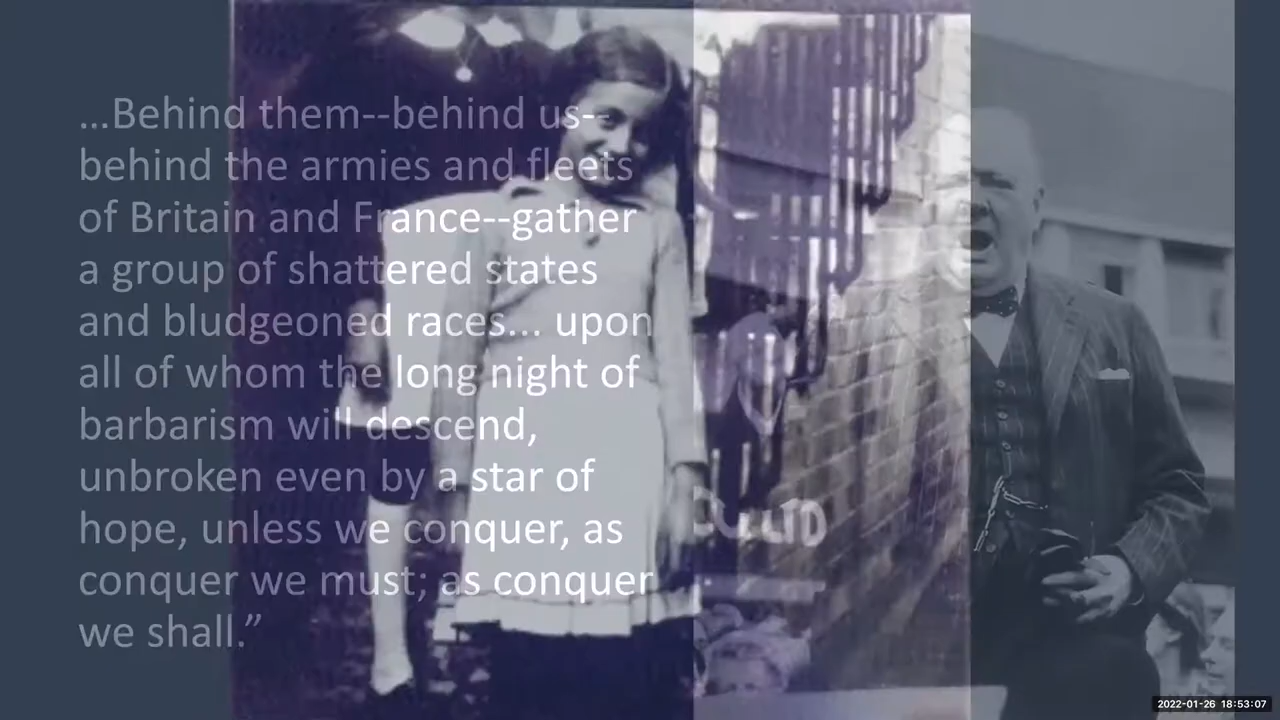 ...Behind them--behind us-
behind the armies and fleets
of Britain and France--gather
a group of shattered states
and bludgeoned races... upon
all of whom the long night of
barbarism will descend,
unbroken even by a star of
hope, unless we conquer, as
conquer we must; as conquer
we shall.”
2022-01-26 18:53:07